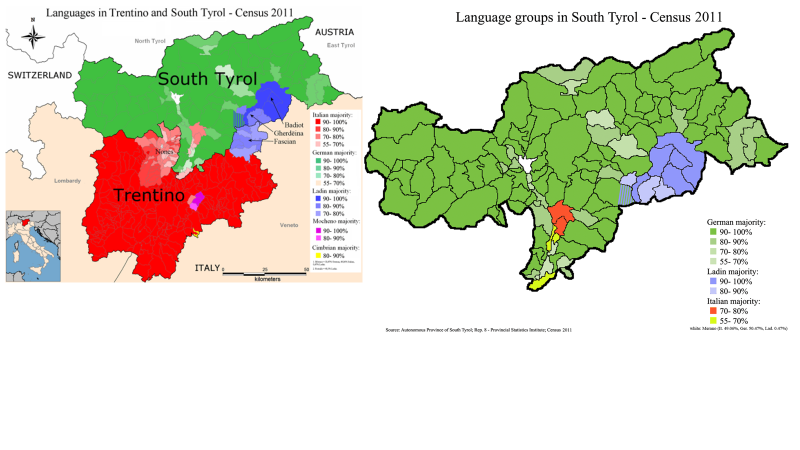 Languages in Trentino and South Tyrol - Census 2011
AUSTRIA
North Tyrol
East Tyrol
SWITZERLAND
South Tyrol
Badiot
Gherdëina
Fascian
Nones
Lombardy
Trentino
Veneto
ITALY
0 25 50
kilometers
Italian majority:
90- 100%
80- 90%
70- 80%
55- 70%
German majority:
90- 100%
80- 90%
70- 80%
55- 70%
Ladin majority:
90- 100%
80- 90%
70- 80%
Mocheno majority:
90- 100%
80- 90%
Cimbrian majority:
80- 90%
Language groups in South Tyrol - Census 2011
German majority:
90- 100%
80- 90%
70- 80%
55- 70%
Ladin majority:
90- 100%
80- 90%
Italian majority:
70- 80%
55- 70%
Source: Autonomous Province of South Tyrol; Rep. 8 - Provincial Statistics Institute; Census 2011